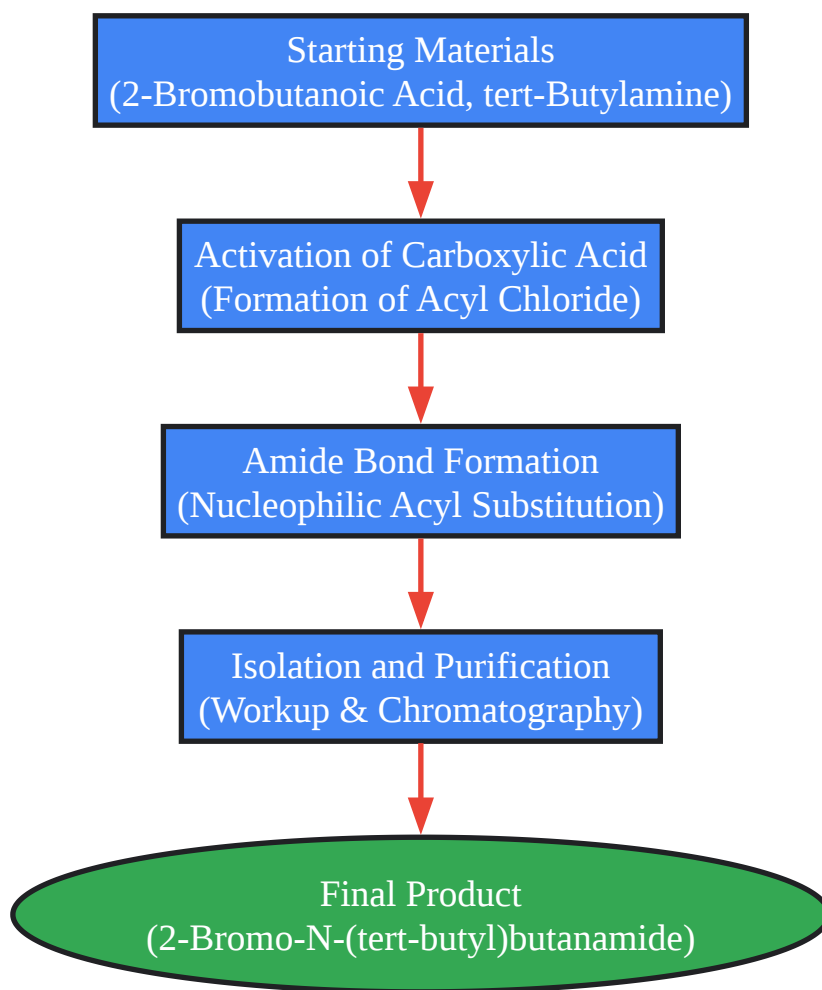 Starting Materials
(2-Bromobutanoic Acid, tert-Butylamine)
Activation of Carboxylic Acid
(Formation of Acyl Chloride)
Amide Bond Formation
(Nucleophilic Acyl Substitution)
Isolation and Purification
(Workup & Chromatography)
Final Product
(2-Bromo-N-(tert-butyl)butanamide)